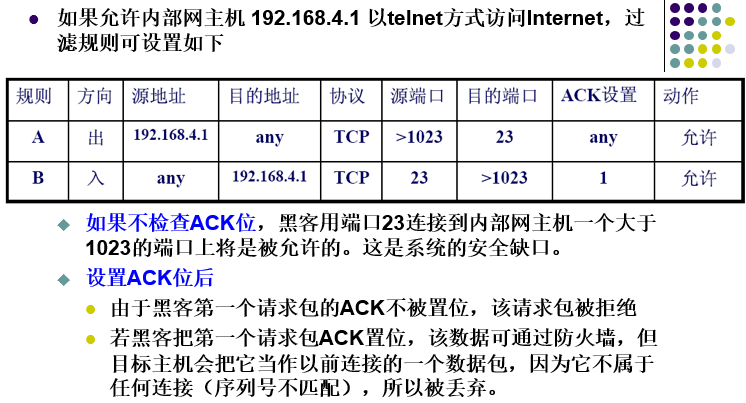 如果允许内部网主机 192.168.4.1 以telnet方式访问Internet，过
滤规则可设置如下
规则 方向 源地址 目的地址 协议 源端口 目的端口 ACK设置 动作
A 出 192.168.4.1 any TCP >1023 23 any 允许
B 入 any 192.168.4.1 TCP 23 >1023 1 允许
如果不检查ACK位，黑客用端口23连接到内部网主机一个大于
1023的端口上将是被允许的。这是系统的安全缺口。
设置ACK位后
由于黑客第一个请求包的ACK不被置位，该请求包被拒绝
若黑客把第一个请求包ACK置位，该数据可通过防火墙，但
目标主机会把它当作以前连接的一个数据包，因为它不属于
任何连接（序列号不匹配），所以被丢弃。